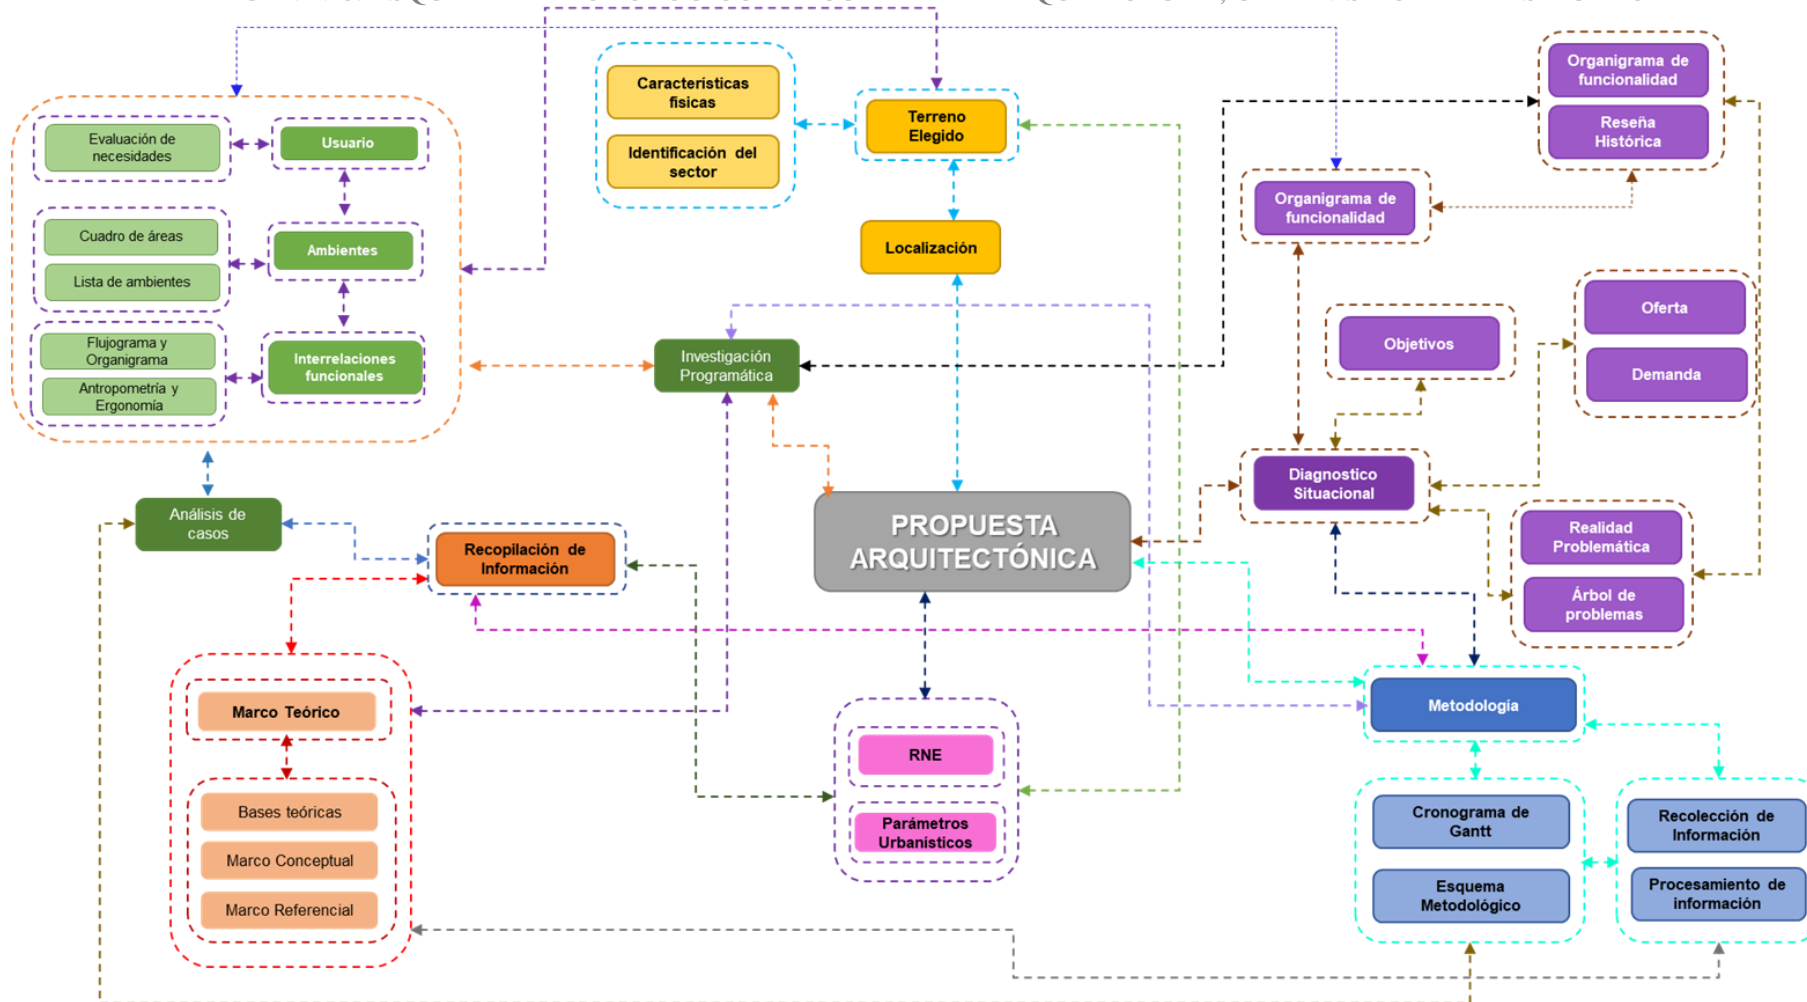 Características
físicas
Identificación del
sector
Terreno
Elegido
Localización
Organigrama de
funcionalidad
Reseña
Histórica
Organigrama de
funcionalidad
Evaluación de
necesidades
Usuario
Cuadro de áreas
Lista de ambientes
Ambientes
Flujograma y
Organigrama
Antropometría y
Ergonomía
Interrelaciones
funcionales
Investigación
Programática
Objetivos
Oferta
Demanda
Análisis de
casos
Recopilación de
Información
PROPUESTA
ARQUITECTÓNICA
Diagnostico
Situacional
Realidad
Problemática
Árbol de
problemas
Marco Teórico
Bases teóricas
Marco Conceptual
Marco Referencial
RNE
Parámetros
Urbanísticos
Metodología
Cronograma de
Gantt
Esquema
Metodológico
Recolección de
Información
Procesamiento de
información